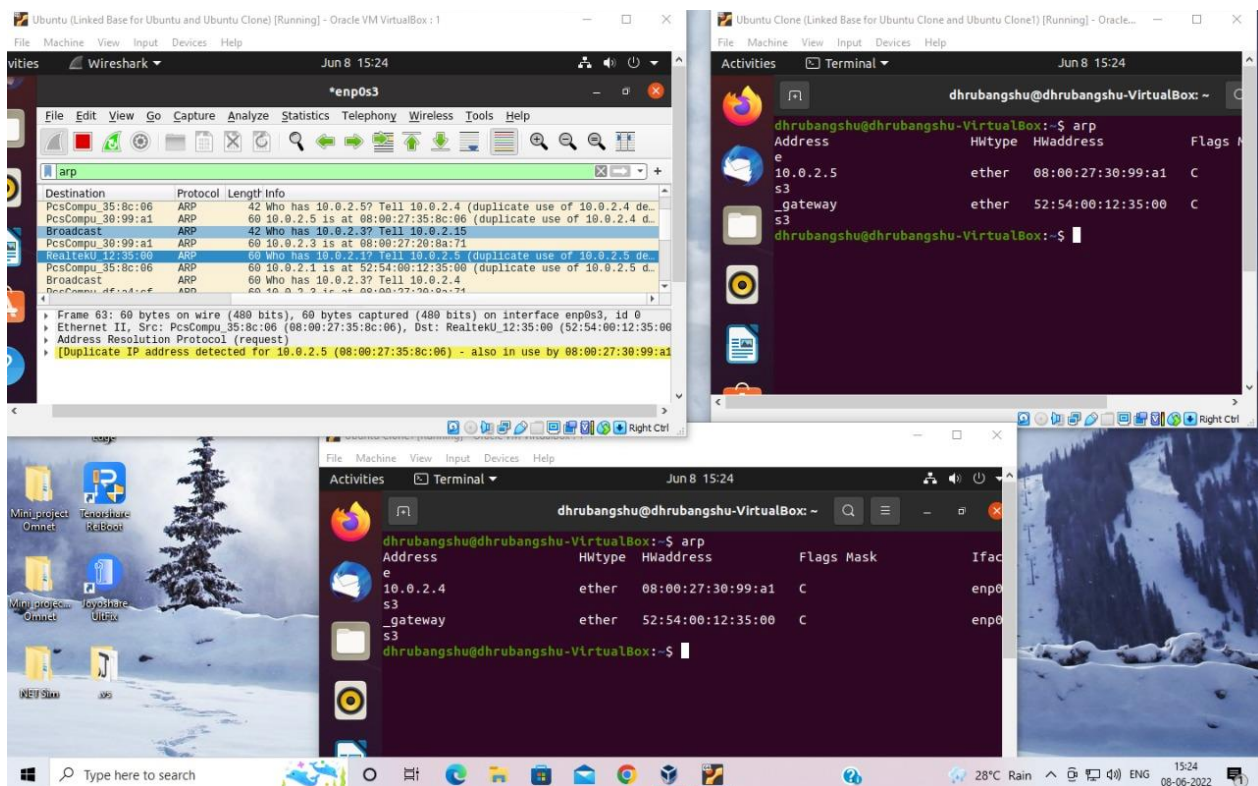 Ubuntu (Linked Base for Ubuntu and Ubuntu Clone) [Running] - Oracle VM VirtualBox : 1
File Machine View Input Devices Help
vities Wireshark Jun 8 15:24
*enp0s3
File Edit View Go Capture Analyze Statistics Telephony Wireless Tools Help
arp
Destination Protocol Length Info
PcsCompu_35:8c:06 ARP 42 Who has 10.0.2.5? Tell 10.0.2.4 (duplicate use of 10.0.2.4 de…
PcsCompu_30:99:a1 ARP 60 10.0.2.5 is at 08:00:27:35:8c:06 (duplicate use of 10.0.2.4 d…
Broadcast ARP 42 Who has 10.0.2.3? Tell 10.0.2.15
PcsCompu_30:99:a1 ARP 60 10.0.2.3 is at 08:00:27:20:8a:71
RealtekU_12:35:00 ARP 60 Who has 10.0.2.1? Tell 10.0.2.5 (duplicate use of 10.0.2.5 de…
PcsCompu_35:8c:06 ARP 60 10.0.2.1 is at 52:54:00:12:35:00 (duplicate use of 10.0.2.5 d…
Broadcast ARP 60 Who has 10.0.2.3? Tell 10.0.2.4
PcsCompu_df:a4:cf ARP 60 10.0.2.3 is at 08:00:27:20:8a:71
Frame 63: 60 bytes on wire (480 bits), 60 bytes captured (480 bits) on interface enp0s3, id 0
Ethernet II, Src: PcsCompu_35:8c:06 (08:00:27:35:8c:06), Dst: RealtekU_12:35:00 (52:54:00:12:35:00
Address Resolution Protocol (request)
[Duplicate IP address detected for 10.0.2.5 (08:00:27:35:8c:06) - also in use by 08:00:27:30:99:a1
Right Ctrl
Ubuntu Clone (Linked Base for Ubuntu Clone and Ubuntu Clone1) [Running] - Oracle...
File Machine View Input Devices Help
Activities Terminal Jun 8 15:24
dhrubangshu@dhrubangshu-VirtualBox: ~
dhrubangshu@dhrubangshu-VirtualBox:~$ arp
Address HWtype HWaddress Flags M
e
10.0.2.5 ether 08:00:27:30:99:a1 C
s3
_gateway ether 52:54:00:12:35:00 C
s3
dhrubangshu@dhrubangshu-VirtualBox:~$
Right Ctrl
Edge
Mini_project Omnet
Tenorshare ReiBoot
Mini_projec... Omnet
Joyoshare UltFix
File Machine View Input Devices Help
Activities Terminal Jun 8 15:24
dhrubangshu@dhrubangshu-VirtualBox: ~
dhrubangshu@dhrubangshu-VirtualBox:~$ arp
Address HWtype HWaddress Flags Mask Ifac
e
10.0.2.4 ether 08:00:27:30:99:a1 C enp0
s3
_gateway ether 52:54:00:12:35:00 C enp0
s3
dhrubangshu@dhrubangshu-VirtualBox:~$
Type here to search
28°C Rain
ENG
15:24
08-06-2022